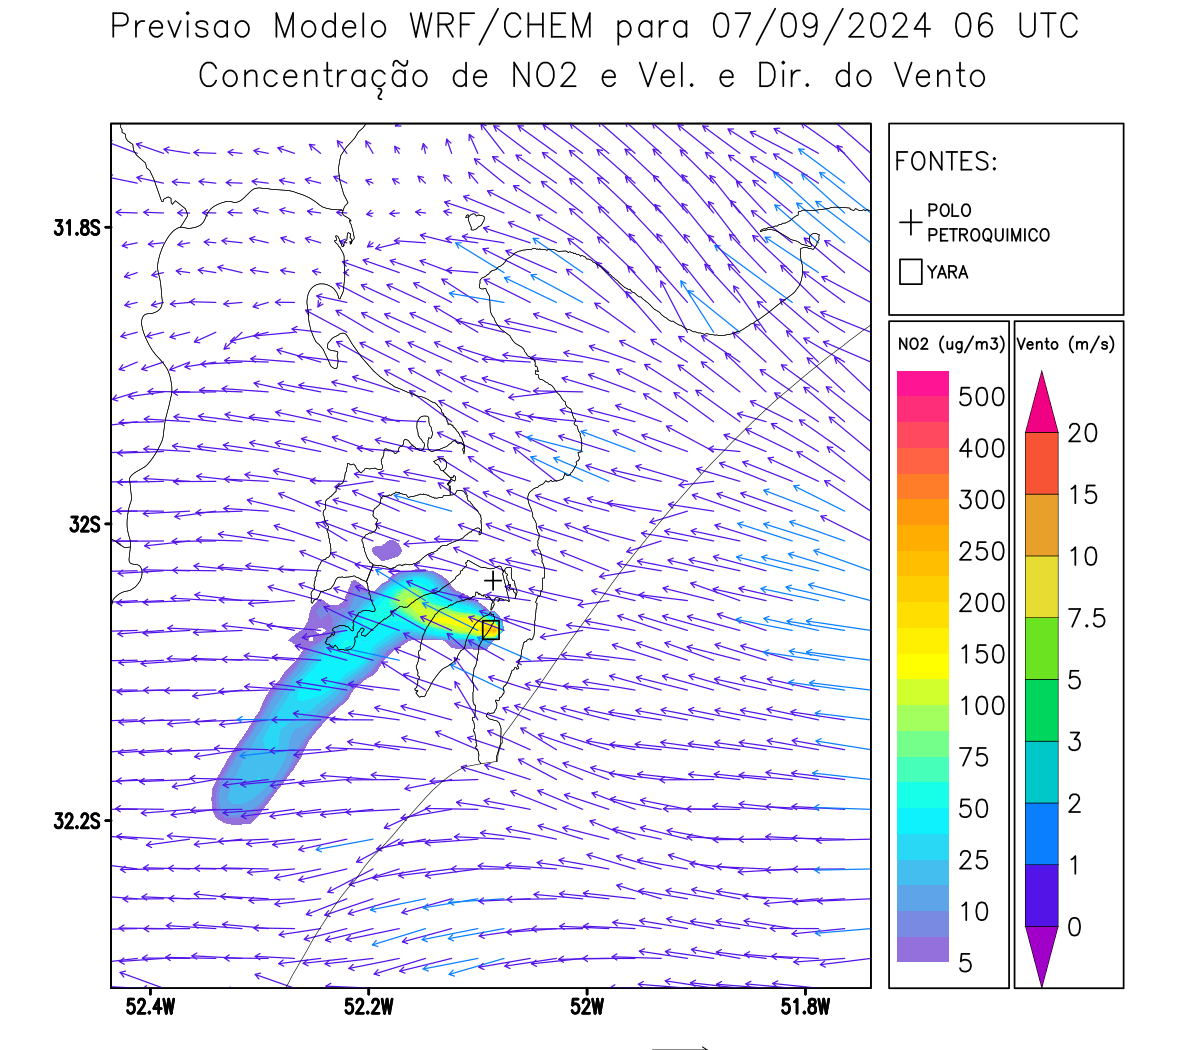 Previsao Modelo WRF/CHEM para 07/09/2024 06 UTC
Concentração de NO2 e Vel. e Dir. do Vento
FONTES:
POLO
PETROQUIMICO
YARA
NO2 (ug/m3)
500
400
300
250
200
150
100
75
50
25
10
5
Vento (m/s)
20
15
10
7.5
5
3
2
1
0
31.8S
32S
32.2S
52.4W
52.2W
52W
51.8W